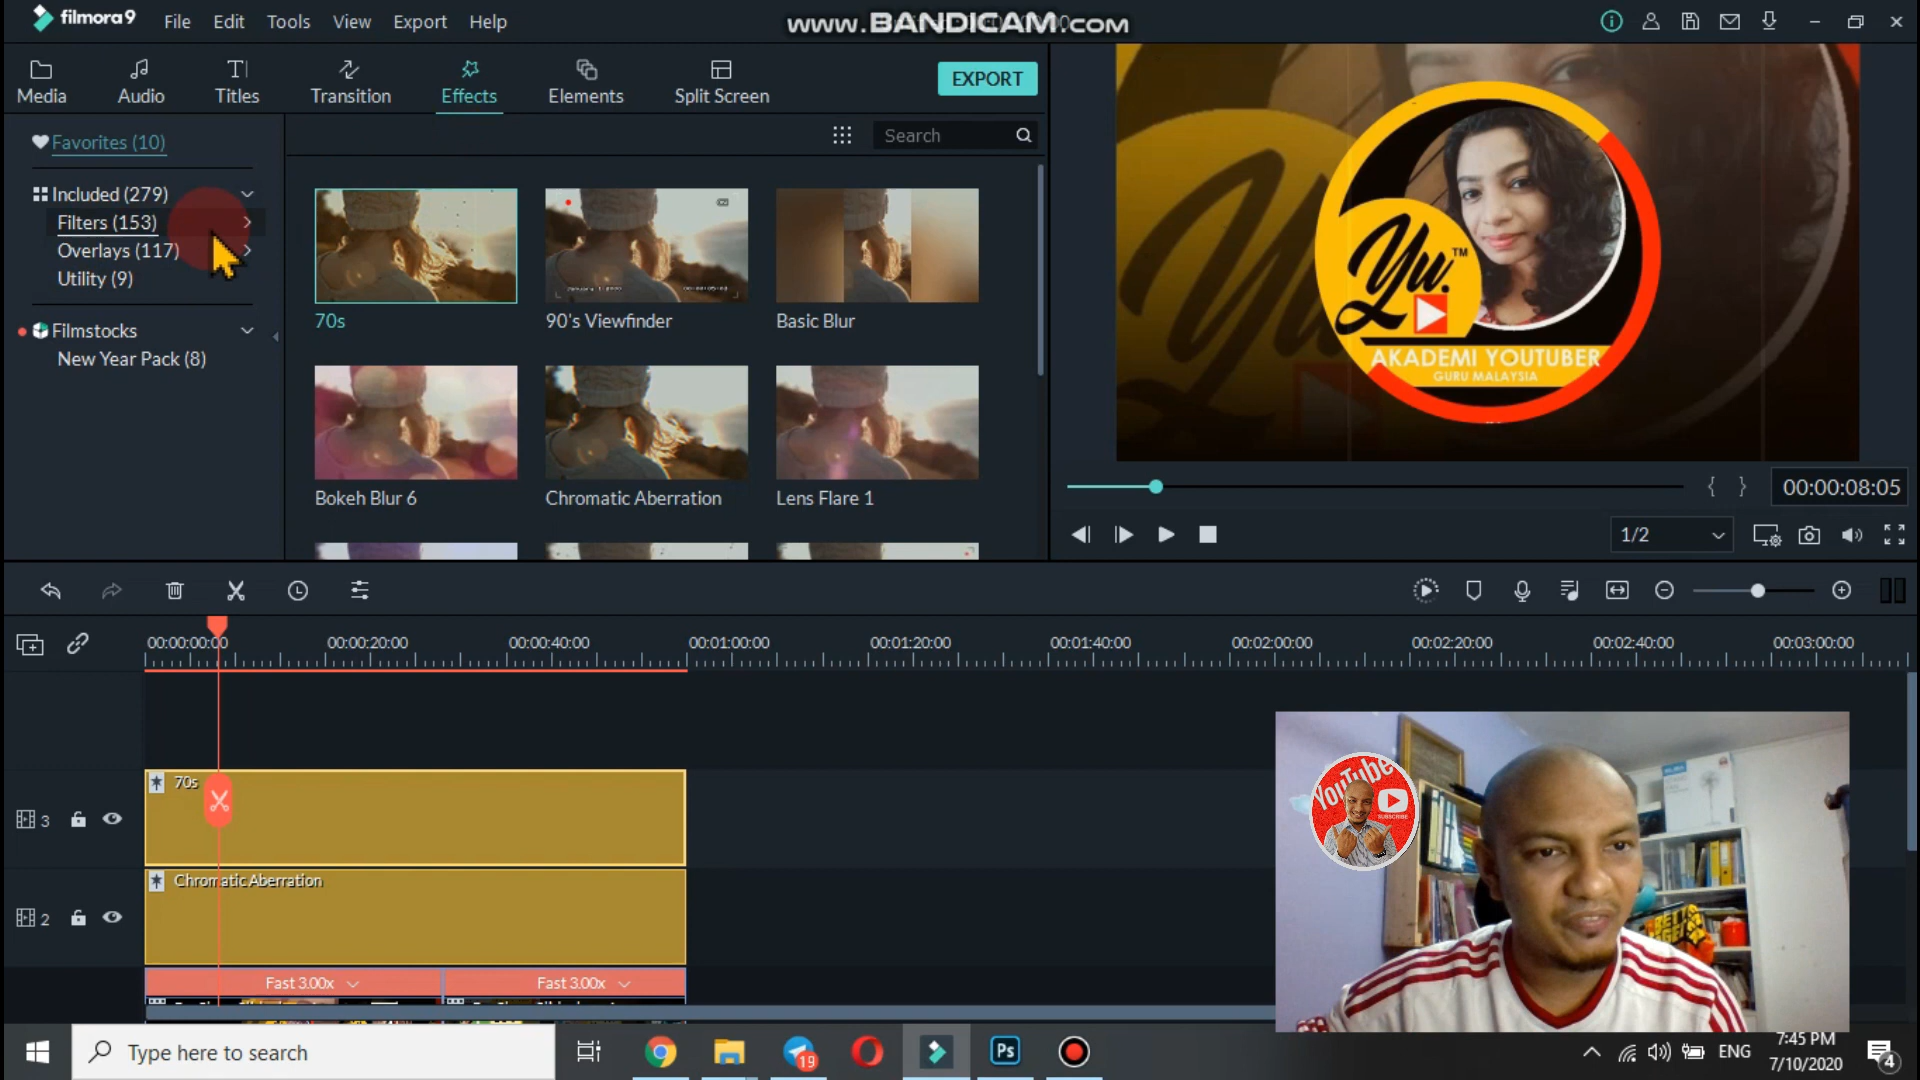 filmora9
File Edit Tools View Export Help
www.BANDICAM.com
Media
Audio
Titles
Transition
Effects
Elements
Split Screen
EXPORT
Favorites (10)
Search
Included (279)
Filters (153)
Overlays (117)
Utility (9)
Filmstocks
New Year Pack (8)
70s
90's Viewfinder
Basic Blur
Bokeh Blur 6
Chromatic Aberration
Lens Flare 1
Yu.
TM
AKADEMI YOUTUBER
GURU MALAYSIA
{ }
00:00:08:05
1/2
00:00:00:00
00:00:20:00
00:00:40:00
00:01:00:00
00:01:20:00
00:01:40:00
00:02:00:00
00:02:20:00
00:02:40:00
00:03:00:00
3
70s
2
Chromatic Aberration
Fast 3.00x
Fast 3.00x
YouTube
SUBSCRIBE
Type here to search
19
Ps
ENG
7:45 PM
7/10/2020
4